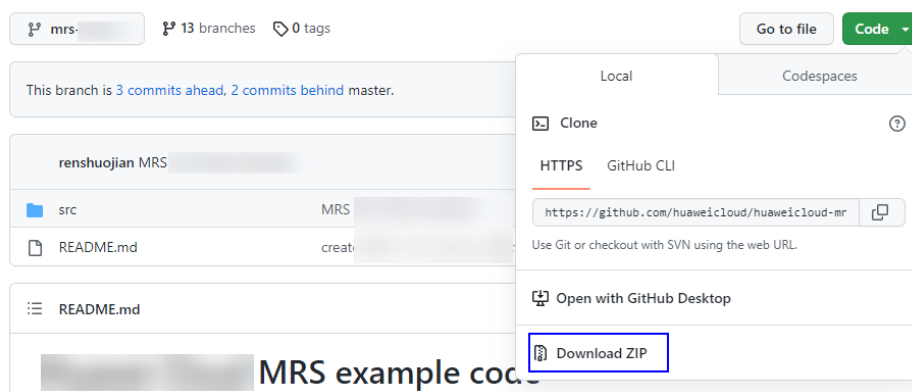 mrs-
13 branches
0 tags
Go to file
Code
This branch is 3 commits ahead, 2 commits behind master.
Local
Codespaces
Clone
HTTPS
GitHub CLI
https://github.com/huaweicloud/huaweicloud-mr
Use Git or checkout with SVN using the web URL.
Open with GitHub Desktop
Download ZIP
renshuojian MRS
src
MRS
README.md
creat
README.md
MRS example code